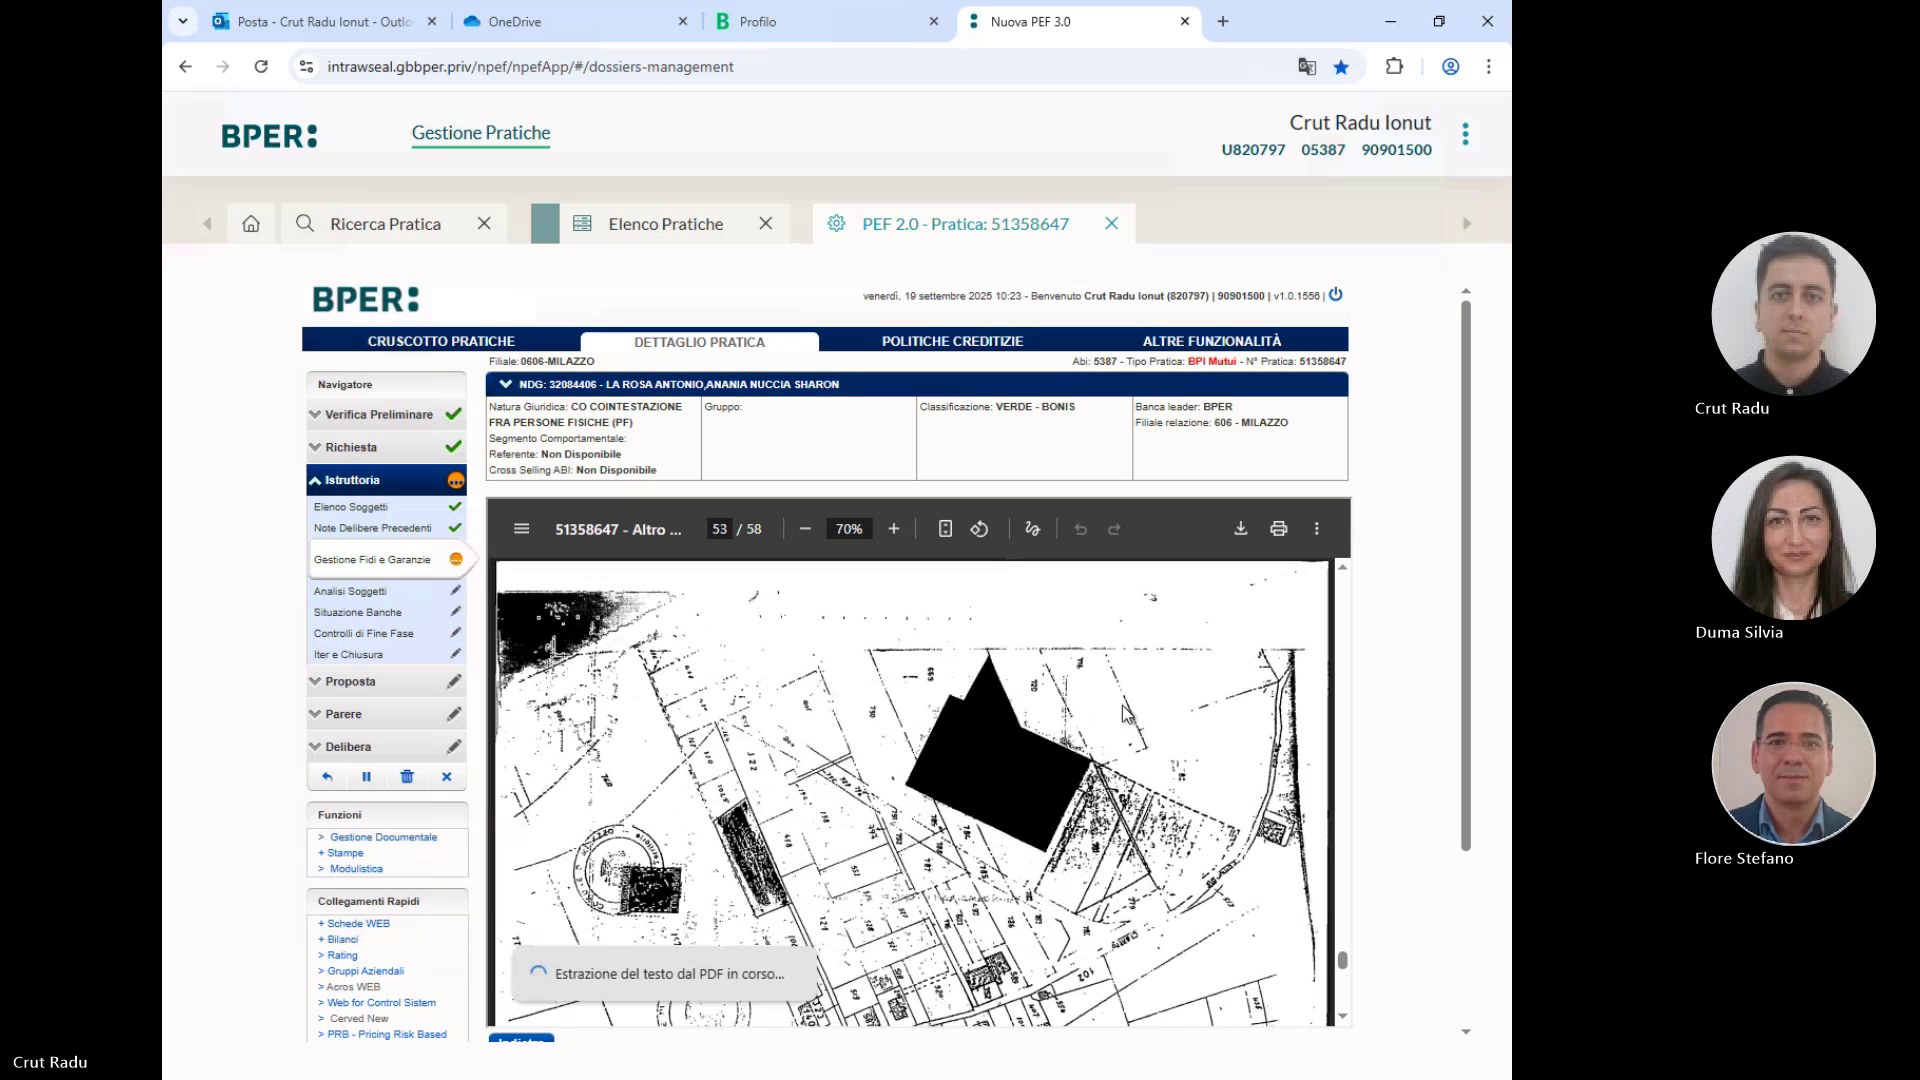 Posta - Crut Radu Ionut - Outlo
OneDrive
Profilo
Nuova PEF 3.0
intrawseal.gbbper.priv/npef/npefApp/#/dossiers-management
BPER:
Gestione Pratiche
Crut Radu Ionut
U820797 05387 90901500
Ricerca Pratica
Elenco Pratiche
PEF 2.0 - Pratica: 51358647
BPER:
venerdì, 19 settembre 2025 10:23 - Benvenuto Crut Radu Ionut (820797) | 90901500 | v1.0.1556 |
CRUSCOTTO PRATICHE
DETTAGLIO PRATICA
POLITICHE CREDITIZIE
ALTRE FUNZIONALITÀ
Filiale: 0606-MILAZZO
Abi: 5387 - Tipo Pratica: BPI Mutui - N° Pratica: 51358647
NDG: 32084406 - LA ROSA ANTONIO,ANANIA NUCCIA SHARON
Natura Giuridica: CO COINTESTAZIONE
FRA PERSONE FISICHE (PF)
Segmento Comportamentale:
Referente: Non Disponibile
Cross Selling ABI: Non Disponibile
Gruppo:
Classificazione: VERDE - BONIS
Banca leader: BPER
Filiale relazione: 606 - MILAZZO
Navigatore
Verifica Preliminare
Richiesta
Istruttoria
Elenco Soggetti
Note Delibere Precedenti
Gestione Fidi e Garanzie
Analisi Soggetti
Situazione Banche
Controlli di Fine Fase
Iter e Chiusura
Proposta
Parere
Delibera
Funzioni
> Gestione Documentale
+ Stampe
> Modulistica
Collegamenti Rapidi
+ Schede WEB
+ Bilanci
> Rating
> Gruppi Aziendali
> Acros WEB
> Web for Control Sistem
> Cerved New
> PRB - Pricing Risk Based
51358647 - Altro ...
53 / 58
70%
Estrazione del testo dal PDF in corso...
Indietro
Crut Radu
Duma Silvia
Flore Stefano
Crut Radu